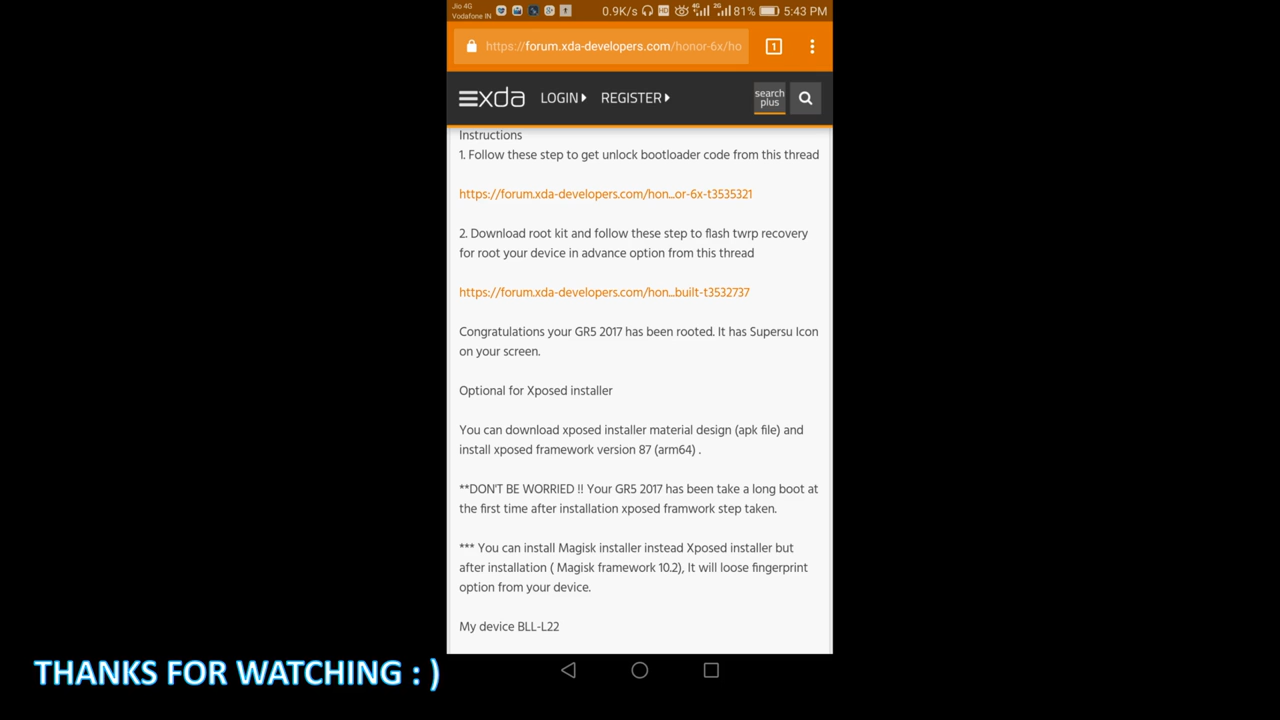 Jio 4G
Vodafone IN
0.9K/s HD 4G 2G 81% 5:43 PM
https://forum.xda-developers.com/honor-6x/ho
1
xda LOGIN REGISTER search plus
Instructions
1. Follow these step to get unlock bootloader code from this thread
https://forum.xda-developers.com/hon...or-6x-t3535321
2. Download root kit and follow these step to flash twrp recovery
for root your device in advance option from this thread
https://forum.xda-developers.com/hon...built-t3532737
Congratulations your GR5 2017 has been rooted. It has Supersu Icon
on your screen.
Optional for Xposed installer
You can download xposed installer material design (apk file) and
install xposed framework version 87 (arm64) .
**DON'T BE WORRIED !! Your GR5 2017 has been take a long boot at
the first time after installation xposed framwork step taken.
*** You can install Magisk installer instead Xposed installer but
after installation ( Magisk framework 10.2), It will loose fingerprint
option from your device.
My device BLL-L22
THANKS FOR WATCHING : )